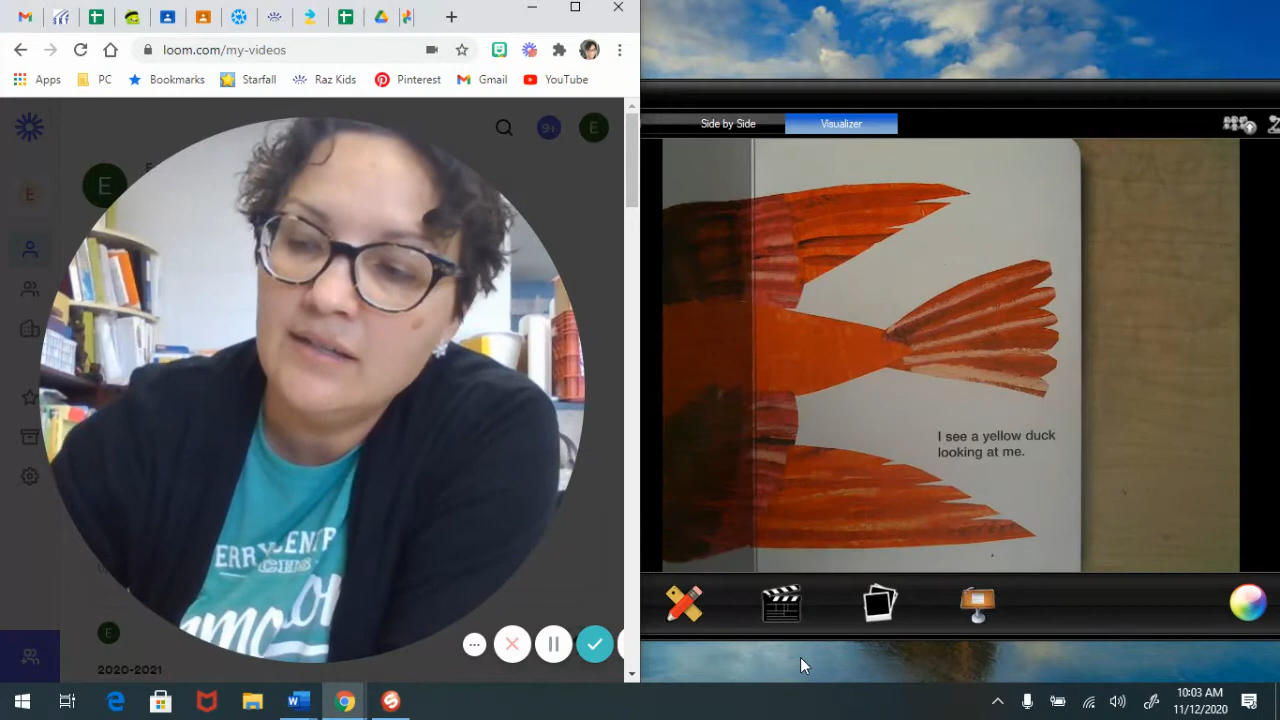 loom.com/my-videos
Apps
PC
Bookmarks
Starfall
Raz Kids
Pinterest
Gmail
YouTube
E
9+
E
E
E
E
2020-2021
Side by Side
Visualizer
I see a yellow duck
looking at me.
10:03 AM
11/12/2020